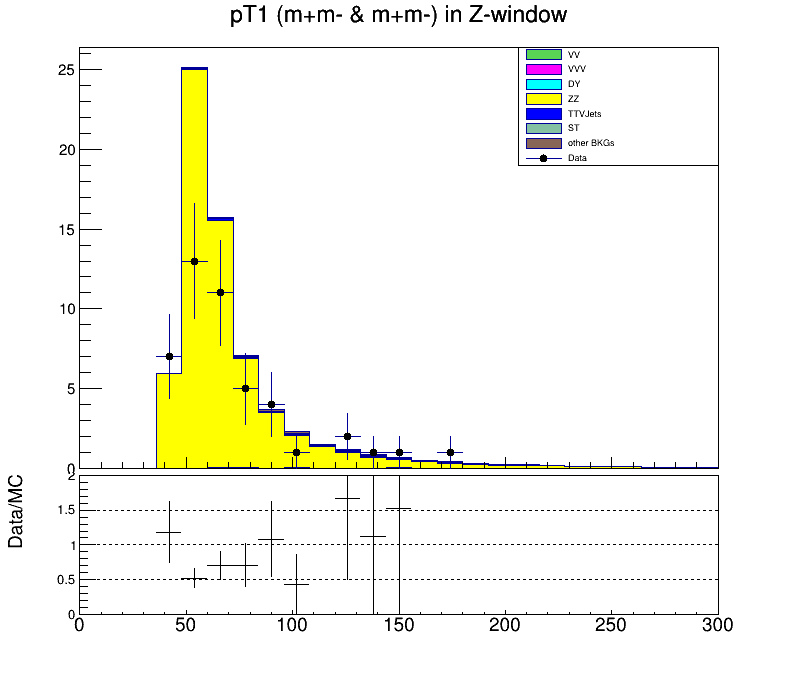 pT1 (m+m- & m+m-) in Z-window
25
20
15
10
5
0
VV
VVV
DY
ZZ
TTVJets
ST
other BKGs
Data
Data/MC
2
1.5
1
0.5
0
0 50 100 150 200 250 300